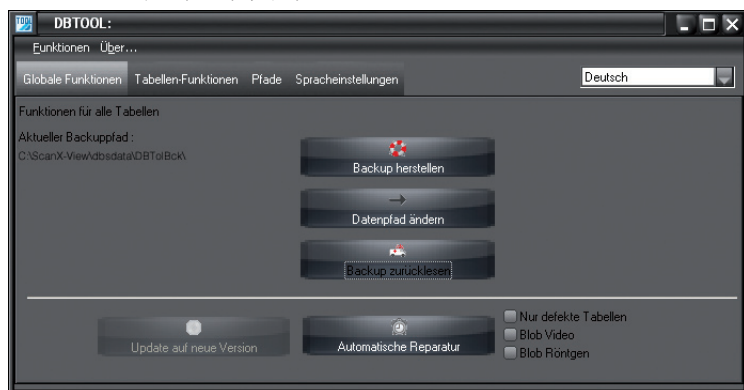 TOOL DBTOOL:
Funktionen Über...
Globale Funktionen Tabellen-Funktionen Pfade Spracheinstellungen Deutsch
Funktionen für alle Tabellen
Aktueller Backuppfad :
C:\ScanX-View\dbsdata\DBTolBck\
Backup herstellen
Datenpfad ändern
Backup zurücklesen
Update auf neue Version
Automatische Reparatur
Nur defekte Tabellen
Blob Video
Blob Röntgen